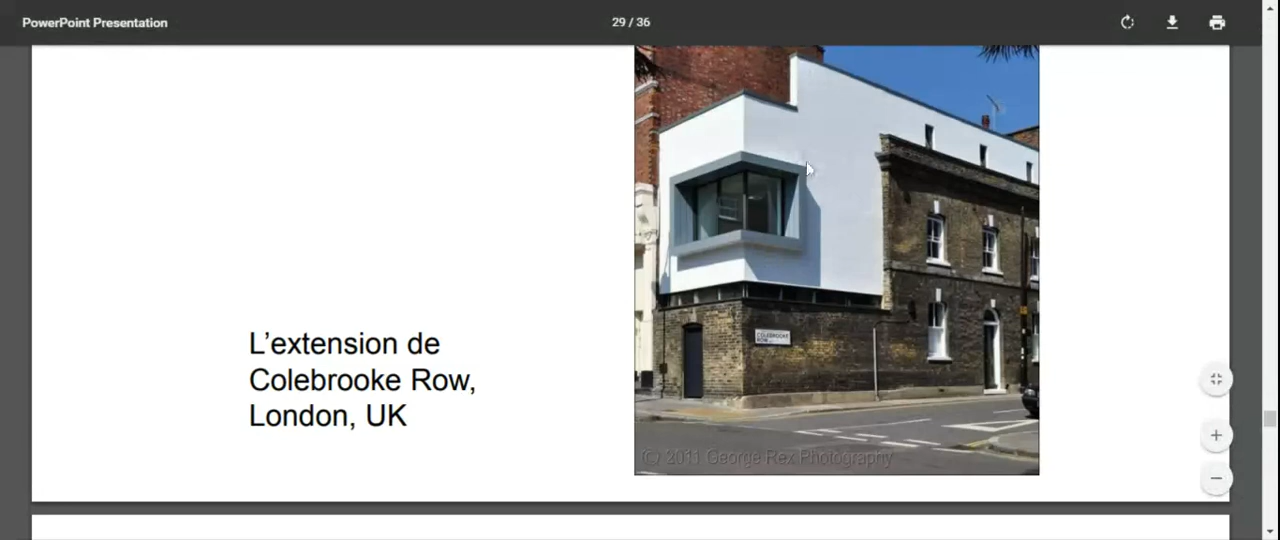 PowerPoint Presentation
29 / 36
L'extension de
Colebrooke Row,
London, UK
COLEBROOKE
ROW
(C) 2011 George Rex Photography